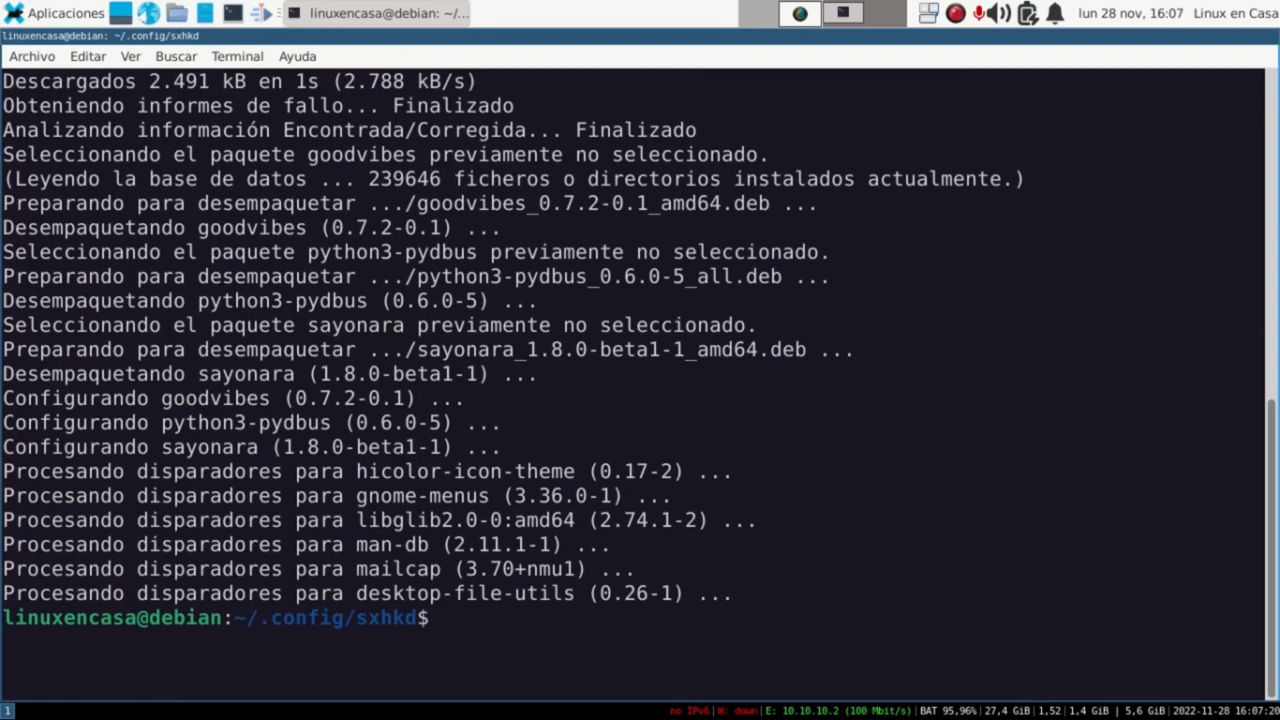 Aplicaciones
linuxencasa@debian: ~/...
lun 28 nov, 16:07
Linux en Casa
linuxencasa@debian: ~/.config/sxhkd
Archivo Editar Ver Buscar Terminal Ayuda
Descargados 2.491 kB en 1s (2.788 kB/s)
Obteniendo informes de fallo... Finalizado
Analizando información Encontrada/Corregida... Finalizado
Seleccionando el paquete goodvibes previamente no seleccionado.
(Leyendo la base de datos ... 239646 ficheros o directorios instalados actualmente.)
Preparando para desempaquetar .../goodvibes_0.7.2-0.1_amd64.deb ...
Desempaquetando goodvibes (0.7.2-0.1) ...
Seleccionando el paquete python3-pydbus previamente no seleccionado.
Preparando para desempaquetar .../python3-pydbus_0.6.0-5_all.deb ...
Desempaquetando python3-pydbus (0.6.0-5) ...
Seleccionando el paquete sayonara previamente no seleccionado.
Preparando para desempaquetar .../sayonara_1.8.0-beta1-1_amd64.deb ...
Desempaquetando sayonara (1.8.0-beta1-1) ...
Configurando goodvibes (0.7.2-0.1) ...
Configurando python3-pydbus (0.6.0-5) ...
Configurando sayonara (1.8.0-beta1-1) ...
Procesando disparadores para hicolor-icon-theme (0.17-2) ...
Procesando disparadores para gnome-menus (3.36.0-1) ...
Procesando disparadores para libglib2.0-0:amd64 (2.74.1-2) ...
Procesando disparadores para man-db (2.11.1-1) ...
Procesando disparadores para mailcap (3.70+nmu1) ...
Procesando disparadores para desktop-file-utils (0.26-1) ...
linuxencasa@debian:~/.config/sxhkd$
1
no IPv6|W: down|E: 10.10.10.2 (100 Mbit/s)|BAT 95,96%|27,4 GiB|1,52|1,4 GiB | 5,6 GiB|2022-11-28 16:07:20